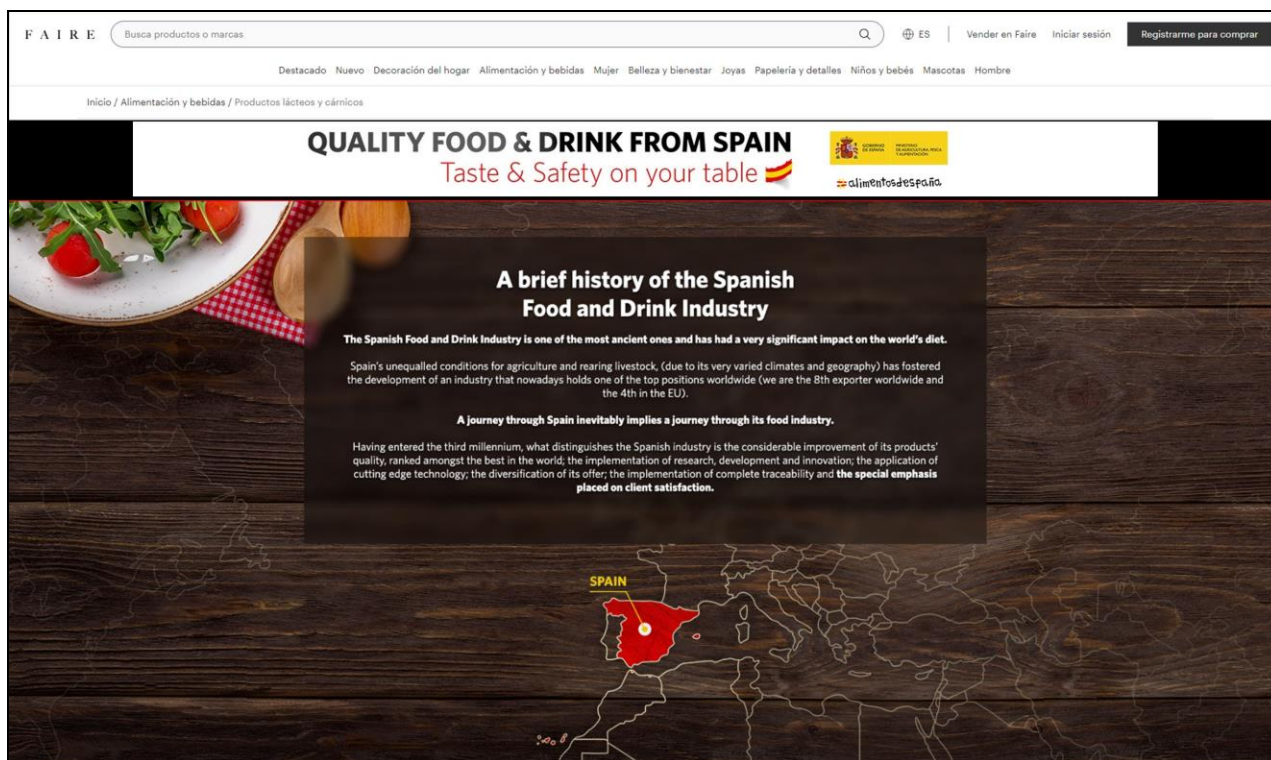 FAIRE
Busca productos o marcas
ES
Vender en Faire
Iniciar sesión
Registrarme para comprar
Destacado Nuevo Decoración del hogar Alimentación y bebidas Mujer Belleza y bienestar Joyas Papelería y detalles Niños y bebés Mascotas Hombre
Inicio / Alimentación y bebidas / Productos lácteos y cárnicos
QUALITY FOOD & DRINK FROM SPAIN
Taste & Safety on your table
GOBIERNO
DE ESPAÑA
MINISTERIO
DE AGRICULTURA, PESCA
Y ALIMENTACIÓN
alimentosdespaña
A brief history of the Spanish
Food and Drink Industry
The Spanish Food and Drink Industry is one of the most ancient ones and has had a very significant impact on the world's diet.
Spain's unequalled conditions for agriculture and rearing livestock, (due to its very varied climates and geography) has fostered
the development of an industry that nowadays holds one of the top positions worldwide (we are the 8th exporter worldwide and
the 4th in the EU).
A journey through Spain inevitably implies a journey through its food industry.
Having entered the third millennium, what distinguishes the Spanish industry is the considerable improvement of its products'
quality, ranked amongst the best in the world; the implementation of research, development and innovation; the application of
cutting edge technology; the diversification of its offer; the implementation of complete traceability and the special emphasis
placed on client satisfaction.
SPAIN